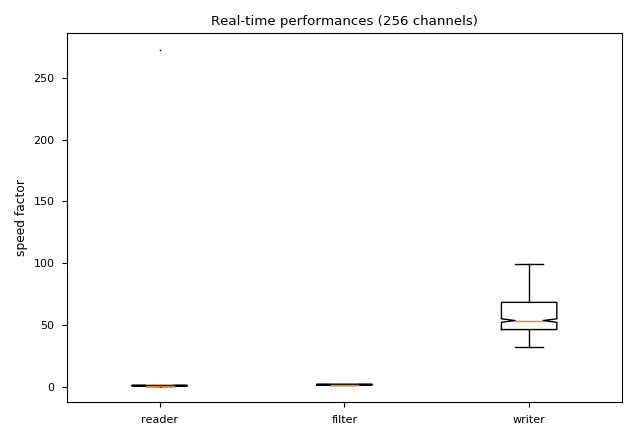 Real-time performances (256 channels)
speed factor
250
200
150
100
50
0
reader
filter
writer